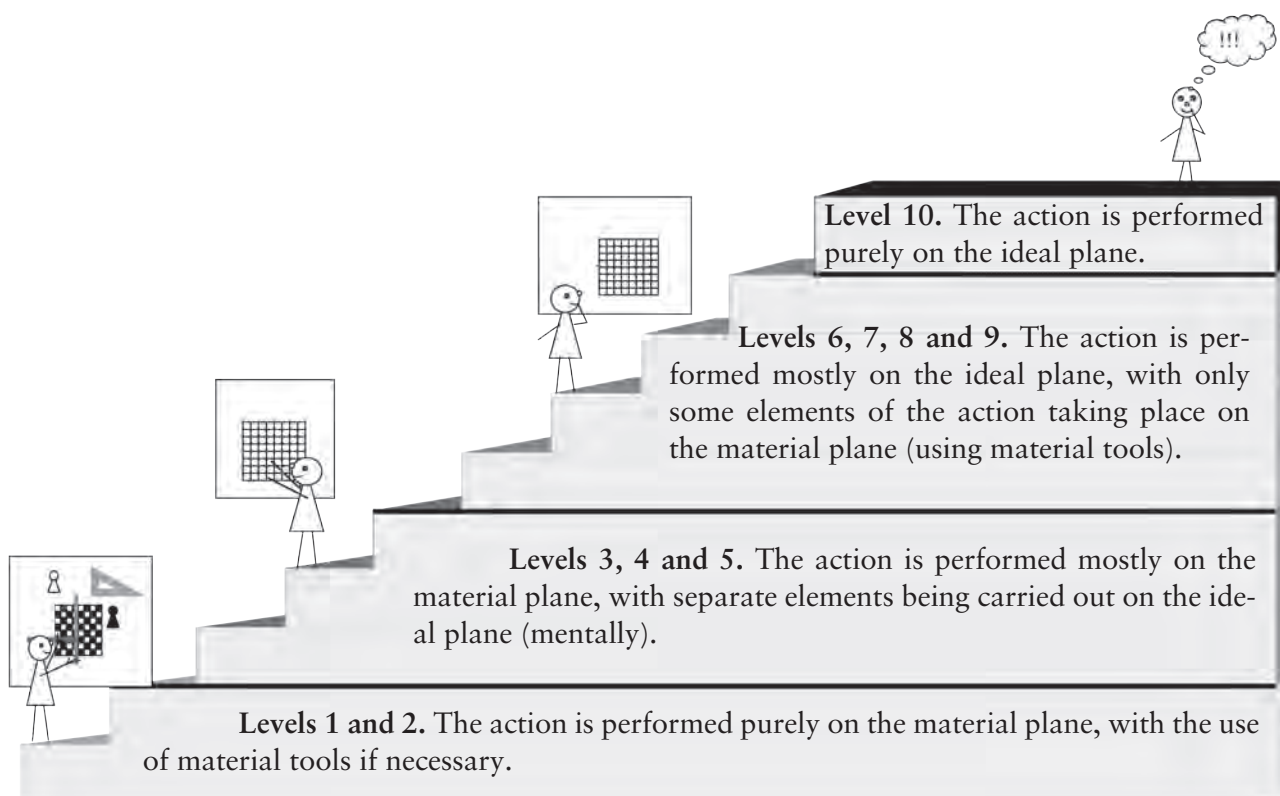 !!!
Level 10. The action is performed
purely on the ideal plane.
Levels 6, 7, 8 and 9. The action is per-
formed mostly on the ideal plane, with only
some elements of the action taking place on
the material plane (using material tools).
Levels 3, 4 and 5. The action is performed mostly on the
material plane, with separate elements being carried out on the ide-
al plane (mentally).
Levels 1 and 2. The action is performed purely on the material plane, with the use
of material tools if necessary.